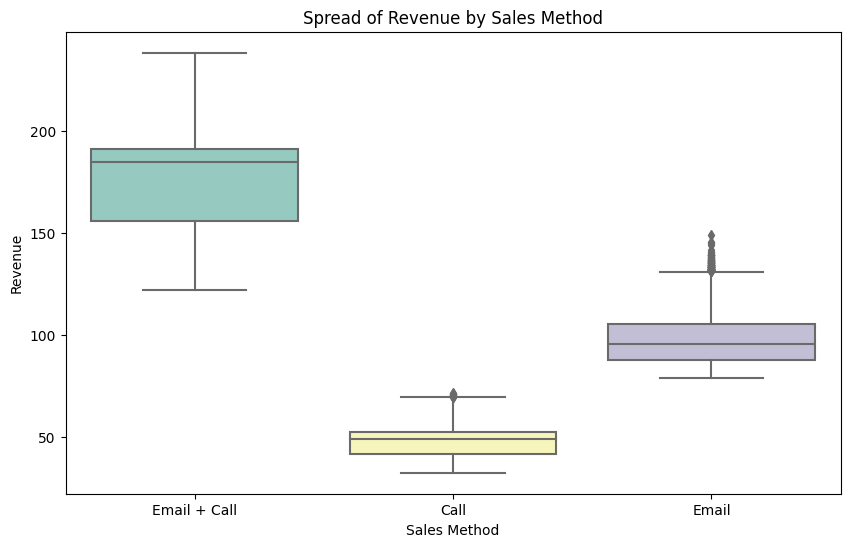 Spread of Revenue by Sales Method
Revenue
200
150
100
50
Email + Call
Call
Email
Sales Method